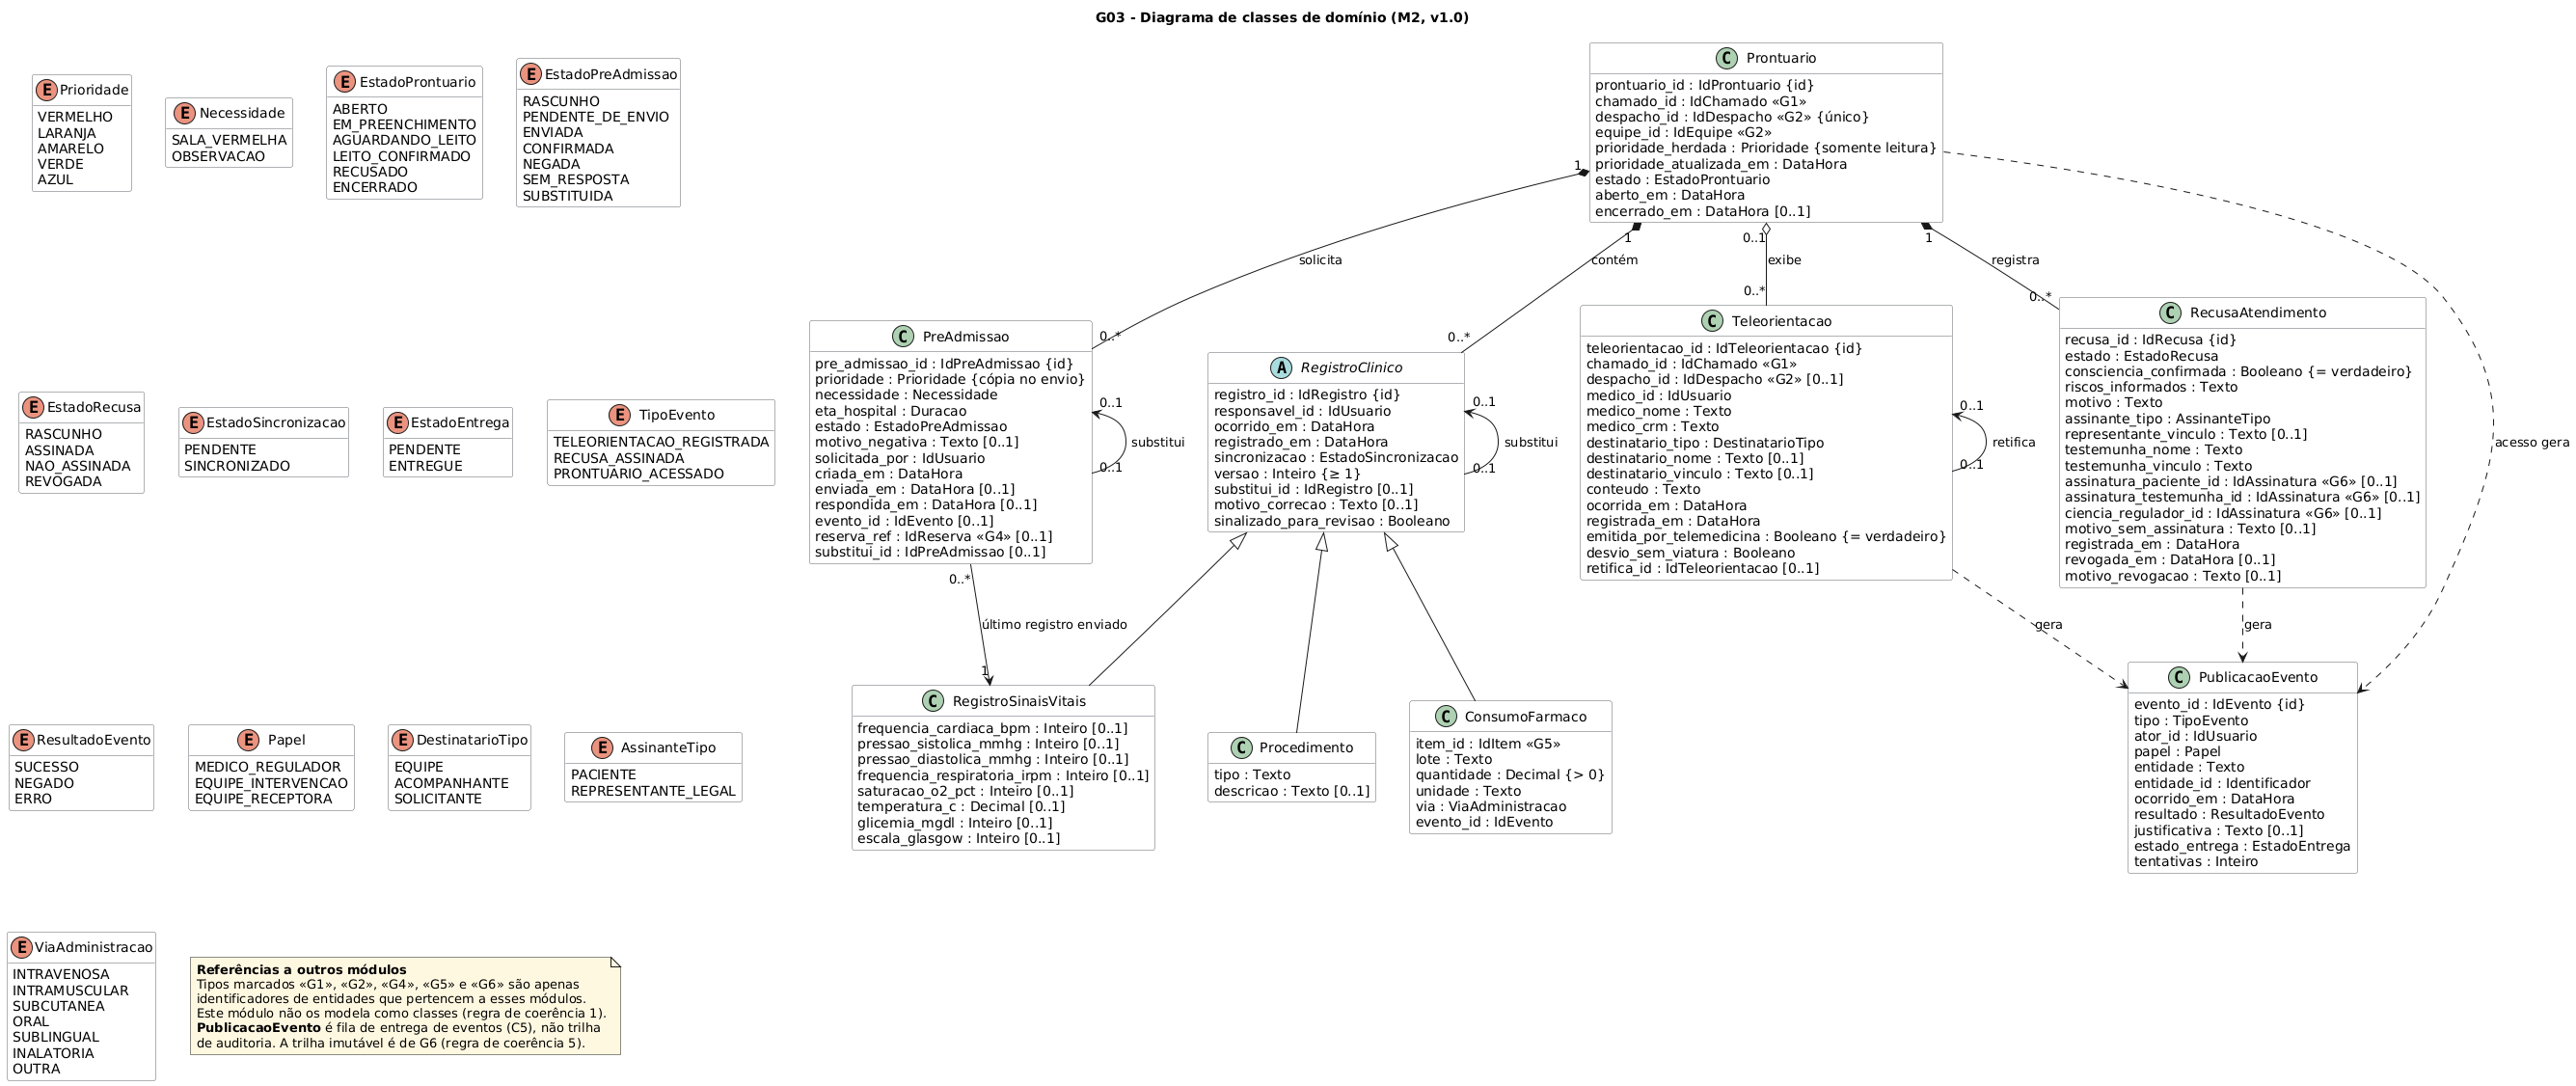 G03 - Diagrama de classes de domínio (M2, v1.0)
Prioridade
VERMELHO
LARANJA
AMARELO
VERDE
AZUL
Necessidade
SALA_VERMELHA
OBSERVACAO
EstadoProntuario
ABERTO
EM_PREENCHIMENTO
AGUARDANDO_LEITO
LEITO_CONFIRMADO
RECUSADO
ENCERRADO
EstadoPreAdmissao
RASCUNHO
PENDENTE_DE_ENVIO
ENVIADA
CONFIRMADA
NEGADA
SEM_RESPOSTA
SUBSTITUIDA
Prontuario
prontuario_id : IdProntuario {id}
chamado_id : IdChamado «G1»
despacho_id : IdDespacho «G2» {único}
equipe_id : IdEquipe «G2»
prioridade_herdada : Prioridade {somente leitura}
prioridade_atualizada_em : DataHora
estado : EstadoProntuario
aberto_em : DataHora
encerrado_em : DataHora [0..1]
1
1
0..1
1
solicita
contém
exibe
registra
0..*
0..*
0..*
0..*
acesso gera
EstadoRecusa
RASCUNHO
ASSINADA
NAO_ASSINADA
REVOGADA
EstadoSincronizacao
PENDENTE
SINCRONIZADO
EstadoEntrega
PENDENTE
ENTREGUE
TipoEvento
TELEORIENTACAO_REGISTRADA
RECUSA_ASSINADA
PRONTUARIO_ACESSADO
PreAdmissao
pre_admissao_id : IdPreAdmissao {id}
prioridade : Prioridade {cópia no envio}
necessidade : Necessidade
eta_hospital : Duracao
estado : EstadoPreAdmissao
motivo_negativa : Texto [0..1]
solicitada_por : IdUsuario
criada_em : DataHora
enviada_em : DataHora [0..1]
respondida_em : DataHora [0..1]
evento_id : IdEvento [0..1]
reserva_ref : IdReserva «G4» [0..1]
substitui_id : IdPreAdmissao [0..1]
0..1
substitui
0..1
RegistroClinico
registro_id : IdRegistro {id}
responsavel_id : IdUsuario
ocorrido_em : DataHora
registrado_em : DataHora
sincronizacao : EstadoSincronizacao
versao : Inteiro {≥ 1}
substitui_id : IdRegistro [0..1]
motivo_correcao : Texto [0..1]
sinalizado_para_revisao : Booleano
0..1
substitui
0..1
Teleorientacao
teleorientacao_id : IdTeleorientacao {id}
chamado_id : IdChamado «G1»
despacho_id : IdDespacho «G2» [0..1]
medico_id : IdUsuario
medico_nome : Texto
medico_crm : Texto
destinatario_tipo : DestinatarioTipo
destinatario_nome : Texto [0..1]
destinatario_vinculo : Texto [0..1]
conteudo : Texto
ocorrida_em : DataHora
registrada_em : DataHora
emitida_por_telemedicina : Booleano {= verdadeiro}
desvio_sem_viatura : Booleano
retifica_id : IdTeleorientacao [0..1]
0..1
retifica
0..1
RecusaAtendimento
recusa_id : IdRecusa {id}
estado : EstadoRecusa
consciencia_confirmada : Booleano {= verdadeiro}
riscos_informados : Texto
motivo : Texto
assinante_tipo : AssinanteTipo
representante_vinculo : Texto [0..1]
testemunha_nome : Texto
testemunha_vinculo : Texto
assinatura_paciente_id : IdAssinatura «G6» [0..1]
assinatura_testemunha_id : IdAssinatura «G6» [0..1]
ciencia_regulador_id : IdAssinatura «G6» [0..1]
motivo_sem_assinatura : Texto [0..1]
registrada_em : DataHora
revogada_em : DataHora [0..1]
motivo_revogacao : Texto [0..1]
0..*
último registro enviado
1
gera
gera
ResultadoEvento
SUCESSO
NEGADO
ERRO
Papel
MEDICO_REGULADOR
EQUIPE_INTERVENCAO
EQUIPE_RECEPTORA
DestinatarioTipo
EQUIPE
ACOMPANHANTE
SOLICITANTE
AssinanteTipo
PACIENTE
REPRESENTANTE_LEGAL
RegistroSinaisVitais
frequencia_cardiaca_bpm : Inteiro [0..1]
pressao_sistolica_mmhg : Inteiro [0..1]
pressao_diastolica_mmhg : Inteiro [0..1]
frequencia_respiratoria_irpm : Inteiro [0..1]
saturacao_o2_pct : Inteiro [0..1]
temperatura_c : Decimal [0..1]
glicemia_mgdl : Inteiro [0..1]
escala_glasgow : Inteiro [0..1]
Procedimento
tipo : Texto
descricao : Texto [0..1]
ConsumoFarmaco
item_id : IdItem «G5»
lote : Texto
quantidade : Decimal {> 0}
unidade : Texto
via : ViaAdministracao
evento_id : IdEvento
PublicacaoEvento
evento_id : IdEvento {id}
tipo : TipoEvento
ator_id : IdUsuario
papel : Papel
entidade : Texto
entidade_id : Identificador
ocorrido_em : DataHora
resultado : ResultadoEvento
justificativa : Texto [0..1]
estado_entrega : EstadoEntrega
tentativas : Inteiro
ViaAdministracao
INTRAVENOSA
INTRAMUSCULAR
SUBCUTANEA
ORAL
SUBLINGUAL
INALATORIA
OUTRA
Referências a outros módulos
Tipos marcados «G1», «G2», «G4», «G5» e «G6» são apenas
identificadores de entidades que pertencem a esses módulos.
Este módulo não os modela como classes (regra de coerência 1).
PublicacaoEvento é fila de entrega de eventos (C5), não trilha
de auditoria. A trilha imutável é de G6 (regra de coerência 5).